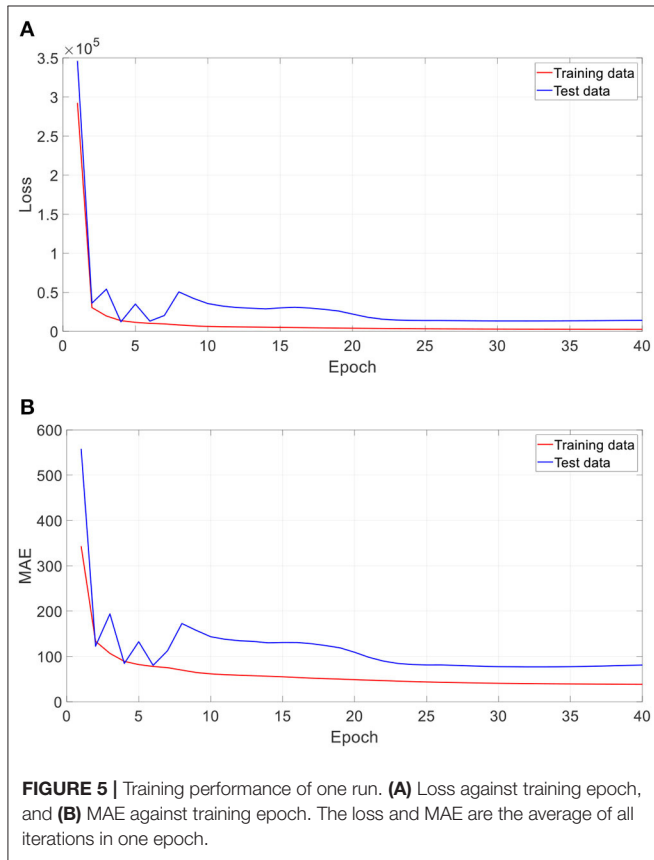 A
×10⁵
3.5
3
2.5
2
1.5
1
0.5
0
Loss
Training data
Test data
0 5 10 15 20 25 30 35 40
Epoch
B
600
500
400
300
200
100
0
MAE
Training data
Test data
0 5 10 15 20 25 30 35 40
Epoch
FIGURE 5 | Training performance of one run. (A) Loss against training epoch,
and (B) MAE against training epoch. The loss and MAE are the average of all
iterations in one epoch.